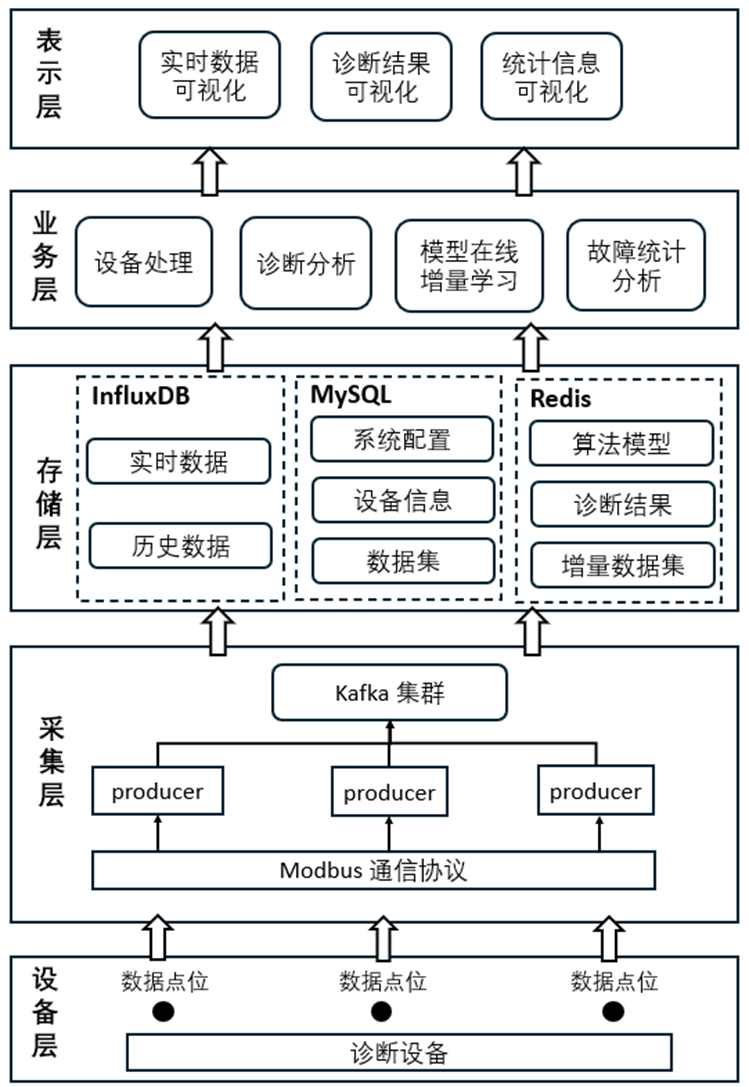 表示层
实时数据
可视化
诊断结果
可视化
统计信息
可视化
业务层
设备处理
诊断分析
模型在线
增量学习
故障统计
分析
存储层
InfluxDB
实时数据
历史数据
MySQL
系统配置
设备信息
数据集
Redis
算法模型
诊断结果
增量数据集
采集层
Kafka 集群
producer
producer
producer
Modbus 通信协议
设备层
数据点位
数据点位
数据点位
诊断设备